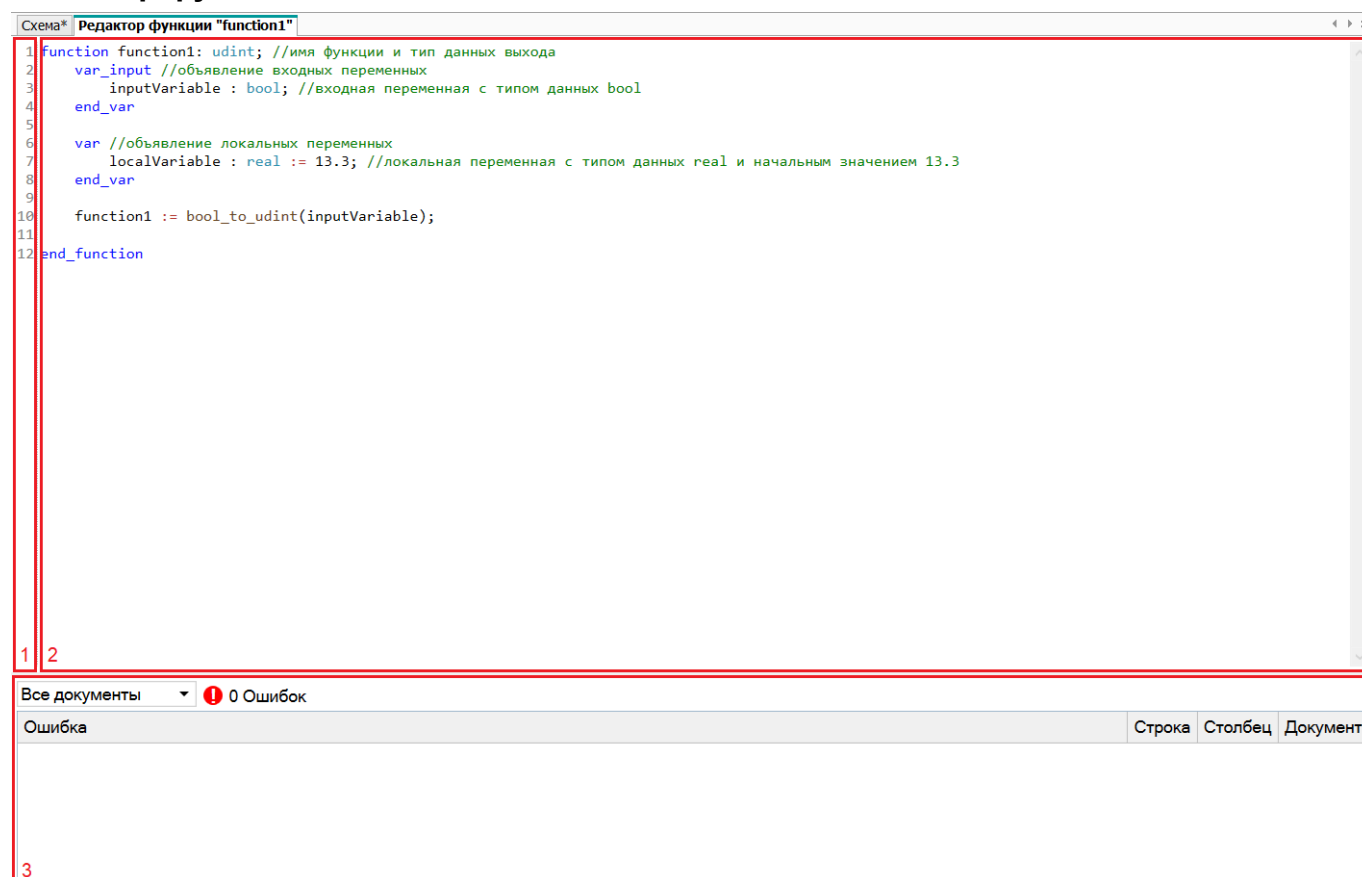 Схема* Редактор функции "function1"
1 function function1: udint; //имя функции и тип данных выхода
2 var_input //объявление входных переменных
3 inputVariable : bool; //входная переменная с типом данных bool
4 end_var
5
6 var //объявление локальных переменных
7 localVariable : real := 13.3; //локальная переменная с типом данных real и начальным значением 13.3
8 end_var
9
10 function1 := bool_to_udint(inputVariable);
11
12 end_function
1 2
Все документы 0 Ошибок
Ошибка Строка Столбец Документ
3